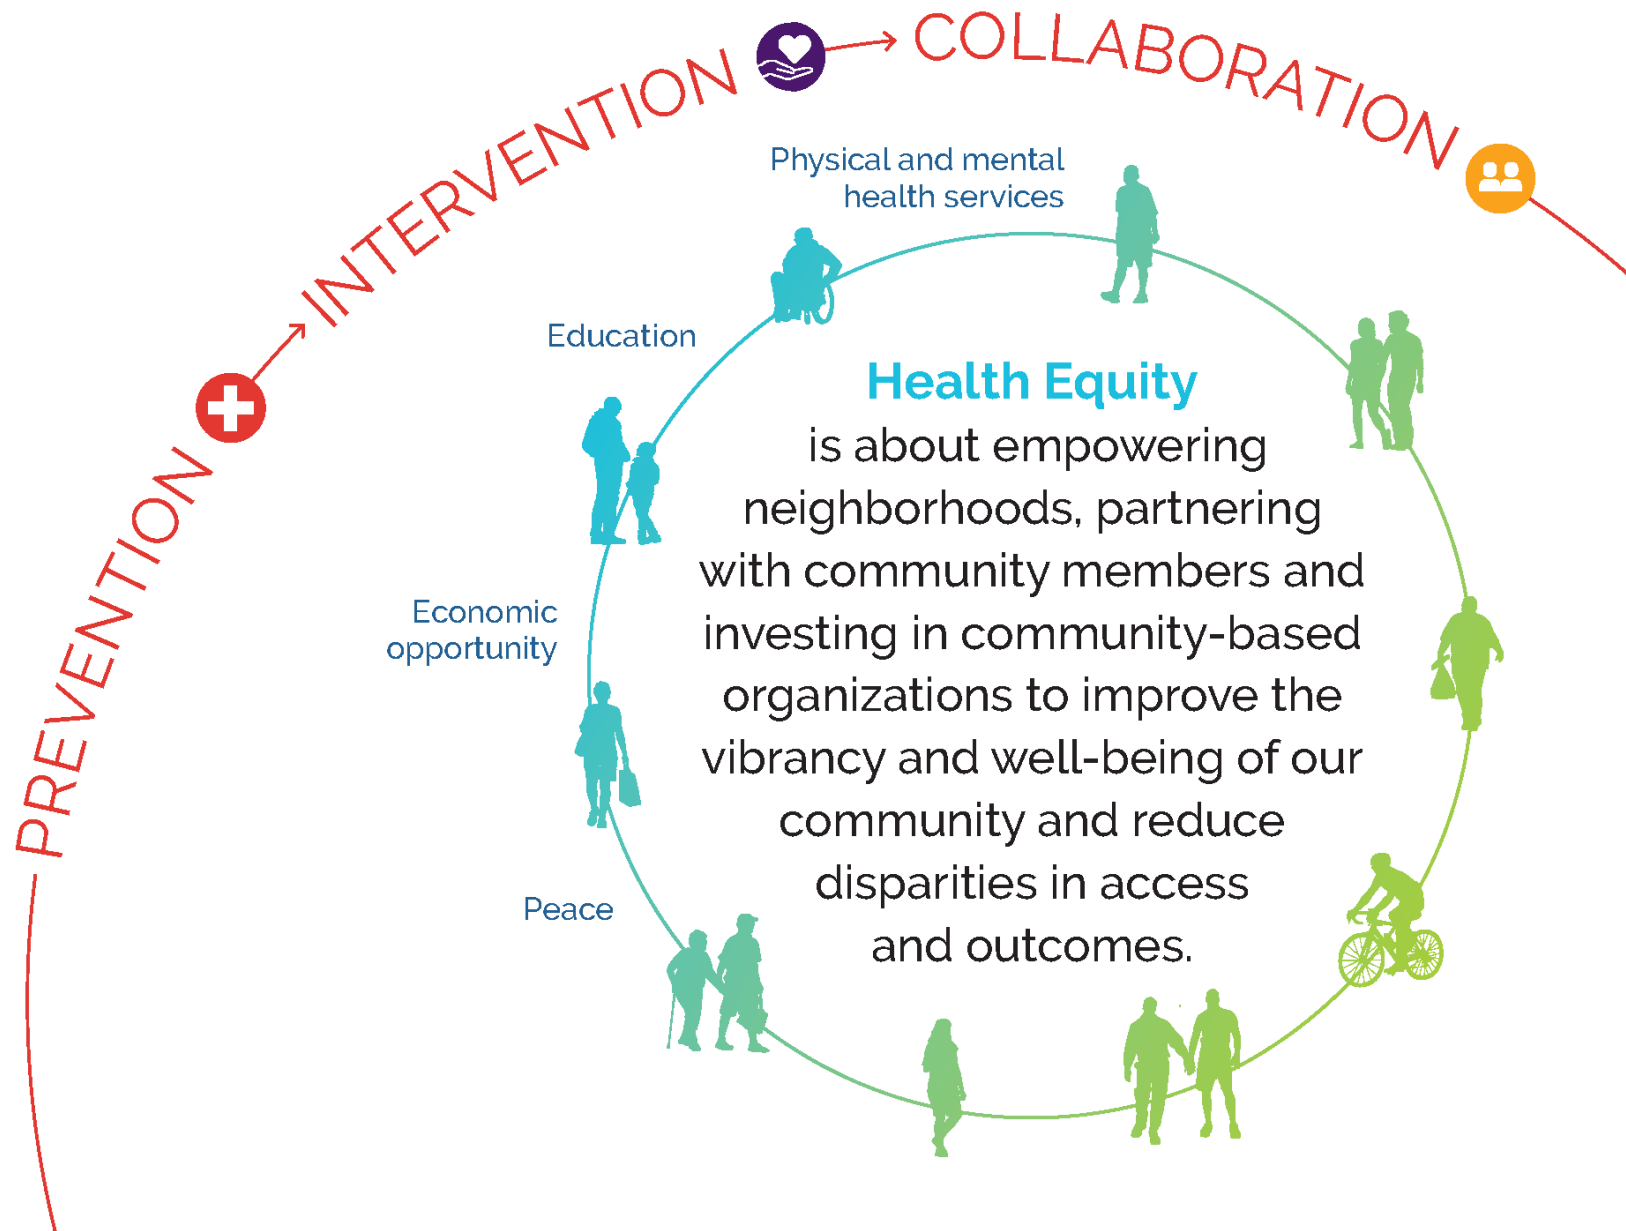 PREVENTION
INTERVENTION
COLLABORATION
Physical and mental
health services
Education
Economic
opportunity
Peace
Health Equity
is about empowering
neighborhoods, partnering
with community members and
investing in community-based
organizations to improve the
vibrancy and well-being of our
community and reduce
disparities in access
and outcomes.